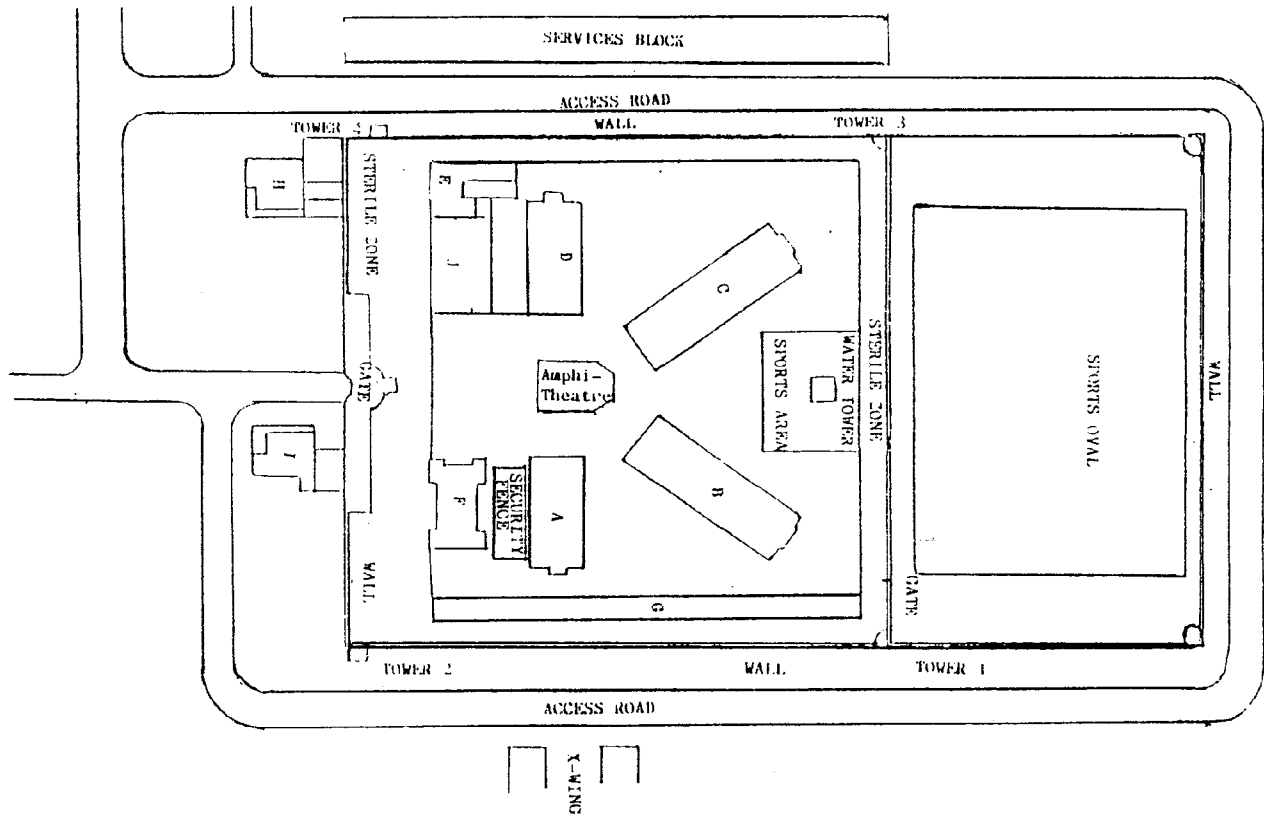 SERVICES BLOCK
ACCESS ROAD
TOWER 4
WALL
TOWER 3
H
STERILE ZONE
E
J
D
C
STERILE ZONE
WATER TOWER
SPORTS AREA
SPORTS OVAL
WALL
GATE
Amphi-
Theatre
I
F
SECURITY
FENCE
A
B
WALL
G
GATE
TOWER 2
WALL
TOWER 1
ACCESS ROAD
X-WING